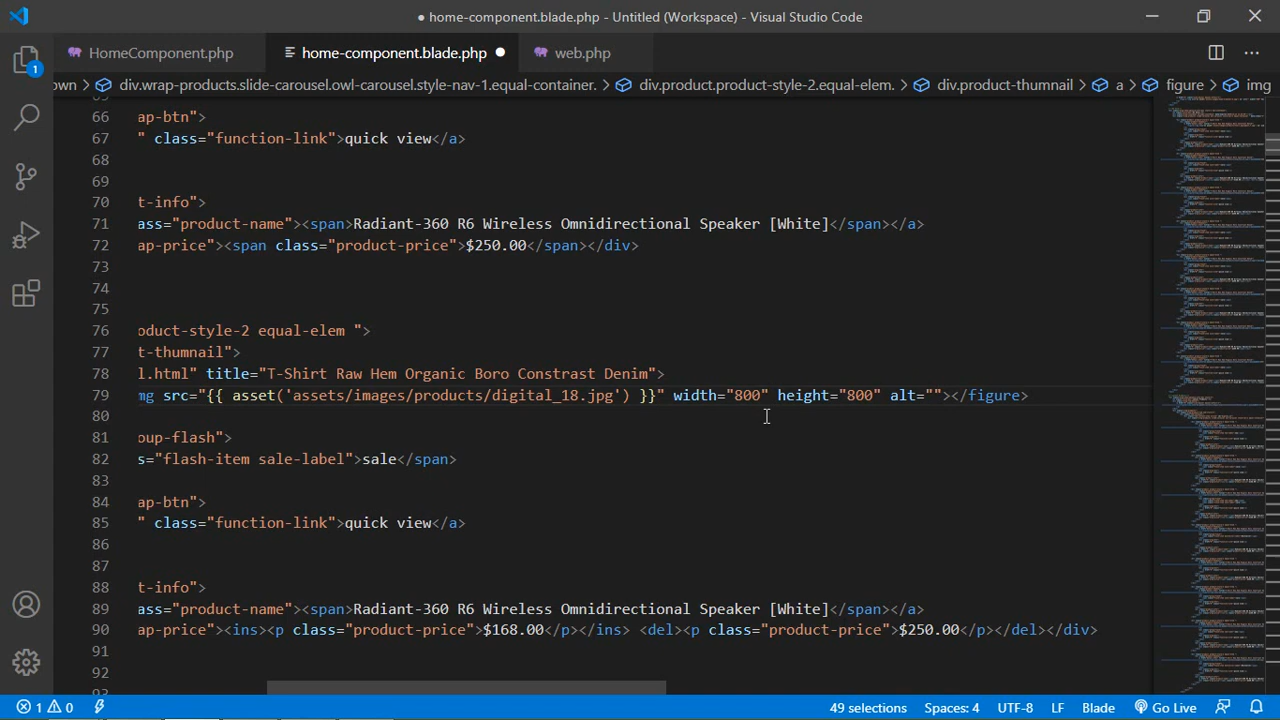 ● home-component.blade.php - Untitled (Workspace) - Visual Studio Code
HomeComponent.php
home-component.blade.php ●
web.php
own > div.wrap-products.slide-carousel.owl-carousel.style-nav-1.equal-container. > div.product.product-style-2.equal-elem. > div.product-thumnail > a > figure > img
1
65
66 ap-btn">
67 " class="function-link">quick view</a>
68
69
70 t-info">
71 ass="product-name"><span>Radiant-360 R6 Wireless Omnidirectional Speaker [White]</span></a>
72 ap-price"><span class="product-price">$250.00</span></div>
73
74
75
76 oduct-style-2 equal-elem ">
77 t-thumnail">
78 l.html" title="T-Shirt Raw Hem Organic Boro Constrast Denim">
79 mg src="{{ asset('assets/images/products/digital_18.jpg') }}" width="800" height="800" alt=""></figure>
80
81 oup-flash">
82 s="flash-item sale-label">sale</span>
83
84 ap-btn">
85 " class="function-link">quick view</a>
86
87
88 t-info">
89 ass="product-name"><span>Radiant-360 R6 Wireless Omnidirectional Speaker [White]</span></a>
90 ap-price"><ins><p class="product-price"> </p></ins> <del><p class="product-price">$250.00</p></del></div>
91
92
93
1 0
49 selections
Spaces: 4
UTF-8
LF
Blade
Go Live